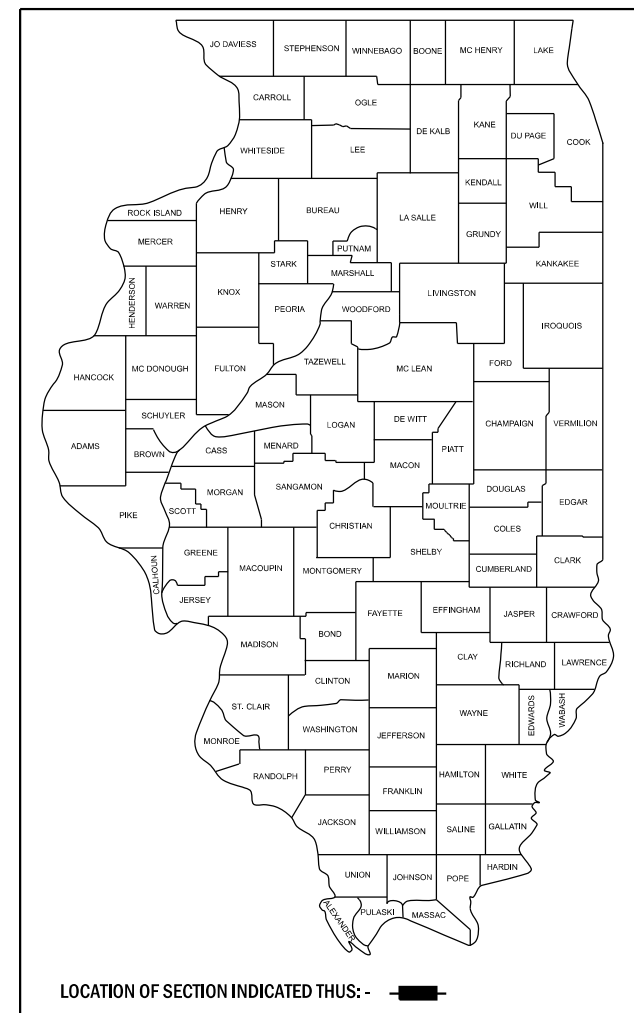 JO DAVIESS
STEPHENSON
WINNEBAGO
BOONE
MC HENRY
LAKE
CARROLL
OGLE
DE KALB
KANE
DU PAGE
COOK
WHITESIDE
LEE
KENDALL
WILL
ROCK ISLAND
HENRY
BUREAU
LA SALLE
GRUNDY
MERCER
PUTNAM
STARK
MARSHALL
KANKAKEE
HENDERSON
WARREN
KNOX
PEORIA
WOODFORD
LIVINGSTON
IROQUOIS
HANCOCK
MC DONOUGH
FULTON
TAZEWELL
MC LEAN
FORD
SCHUYLER
MASON
LOGAN
DE WITT
CHAMPAIGN
VERMILION
ADAMS
BROWN
CASS
MENARD
MACON
PIATT
PIKE
SCOTT
MORGAN
SANGAMON
CHRISTIAN
MOULTRIE
DOUGLAS
EDGAR
COLES
CALHOUN
GREENE
MACOUPIN
MONTGOMERY
SHELBY
CUMBERLAND
CLARK
JERSEY
FAYETTE
EFFINGHAM
JASPER
CRAWFORD
MADISON
BOND
CLAY
RICHLAND
LAWRENCE
CLINTON
MARION
ST. CLAIR
WAYNE
EDWARDS
WABASH
MONROE
WASHINGTON
JEFFERSON
RANDOLPH
PERRY
HAMILTON
WHITE
FRANKLIN
JACKSON
WILLIAMSON
SALINE
GALLATIN
UNION
JOHNSON
POPE
HARDIN
ALEXANDER
PULASKI
MASSAC
LOCATION OF SECTION INDICATED THUS: -